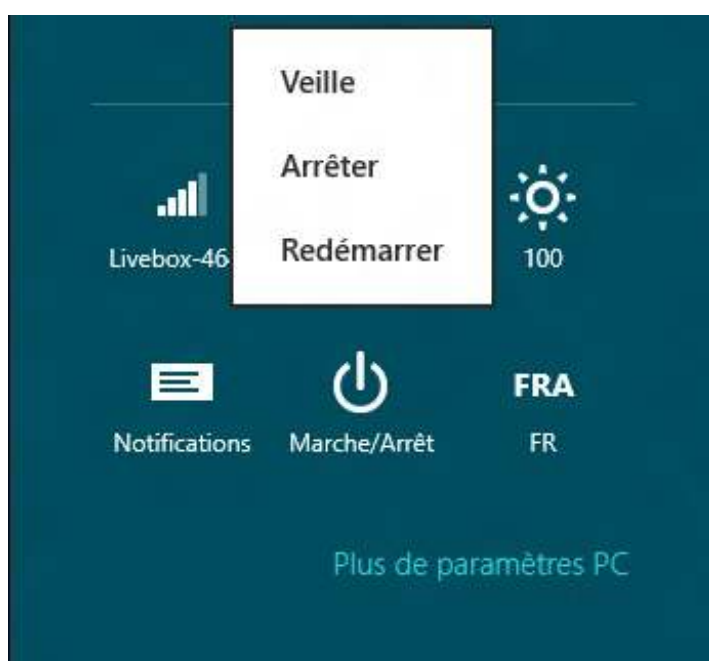 Veille
Arrêter
Redémarrer
Livebox-46
100
FRA
Notifications
Marche/Arrêt
FR
Plus de paramètres PC